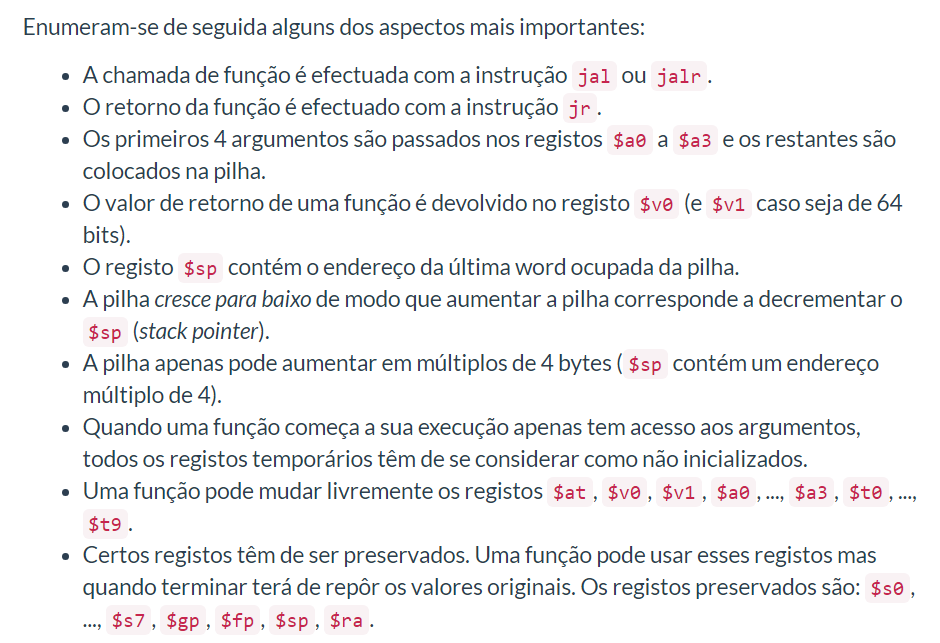 Enumeram-se de seguida alguns dos aspectos mais importantes:
• A chamada de função é efectuada com a instrução jal ou jalr.
• O retorno da função é efectuado com a instrução jr.
• Os primeiros 4 argumentos são passados nos registos $a0 a $a3 e os restantes são
colocados na pilha.
• O valor de retorno de uma função é devolvido no registo $v0 (e $v1 caso seja de 64
bits).
• O registo $sp contém o endereço da última word ocupada da pilha.
• A pilha cresce para baixo de modo que aumentar a pilha corresponde a decrementar o
$sp (stack pointer).
• A pilha apenas pode aumentar em múltiplos de 4 bytes ( $sp contém um endereço
múltiplo de 4).
• Quando uma função começa a sua execução apenas tem acesso aos argumentos,
todos os registos temporários têm de se considerar como não inicializados.
• Uma função pode mudar livremente os registos $at, $v0, $v1, $a0, ..., $a3, $t0, ...,
$t9.
• Certos registos têm de ser preservados. Uma função pode usar esses registos mas
quando terminar terá de repôr os valores originais. Os registos preservados são: $s0,
..., $s7, $gp, $fp, $sp, $ra.